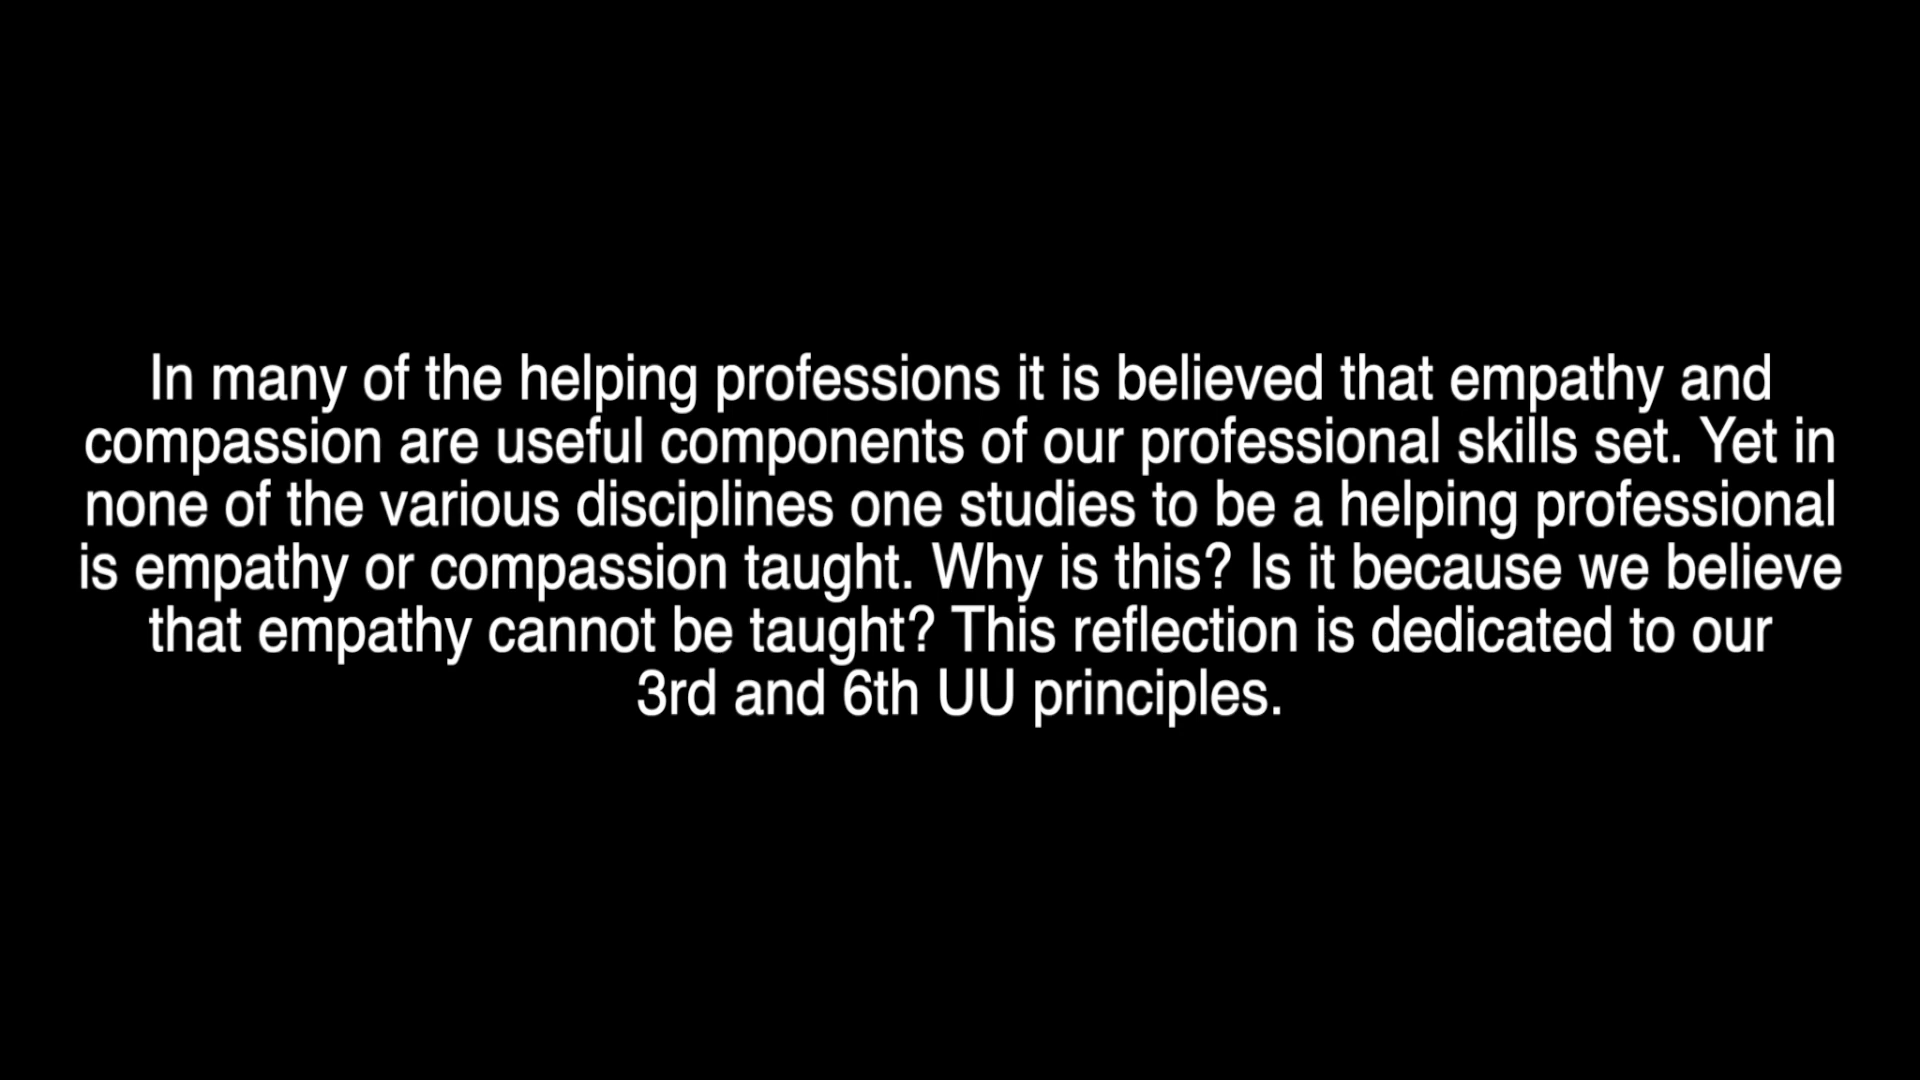 In many of the helping professions it is believed that empathy and
compassion are useful components of our professional skills set. Yet in
none of the various disciplines one studies to be a helping professional
is empathy or compassion taught. Why is this? Is it because we believe
that empathy cannot be taught? This reflection is dedicated to our
3rd and 6th UU principles.